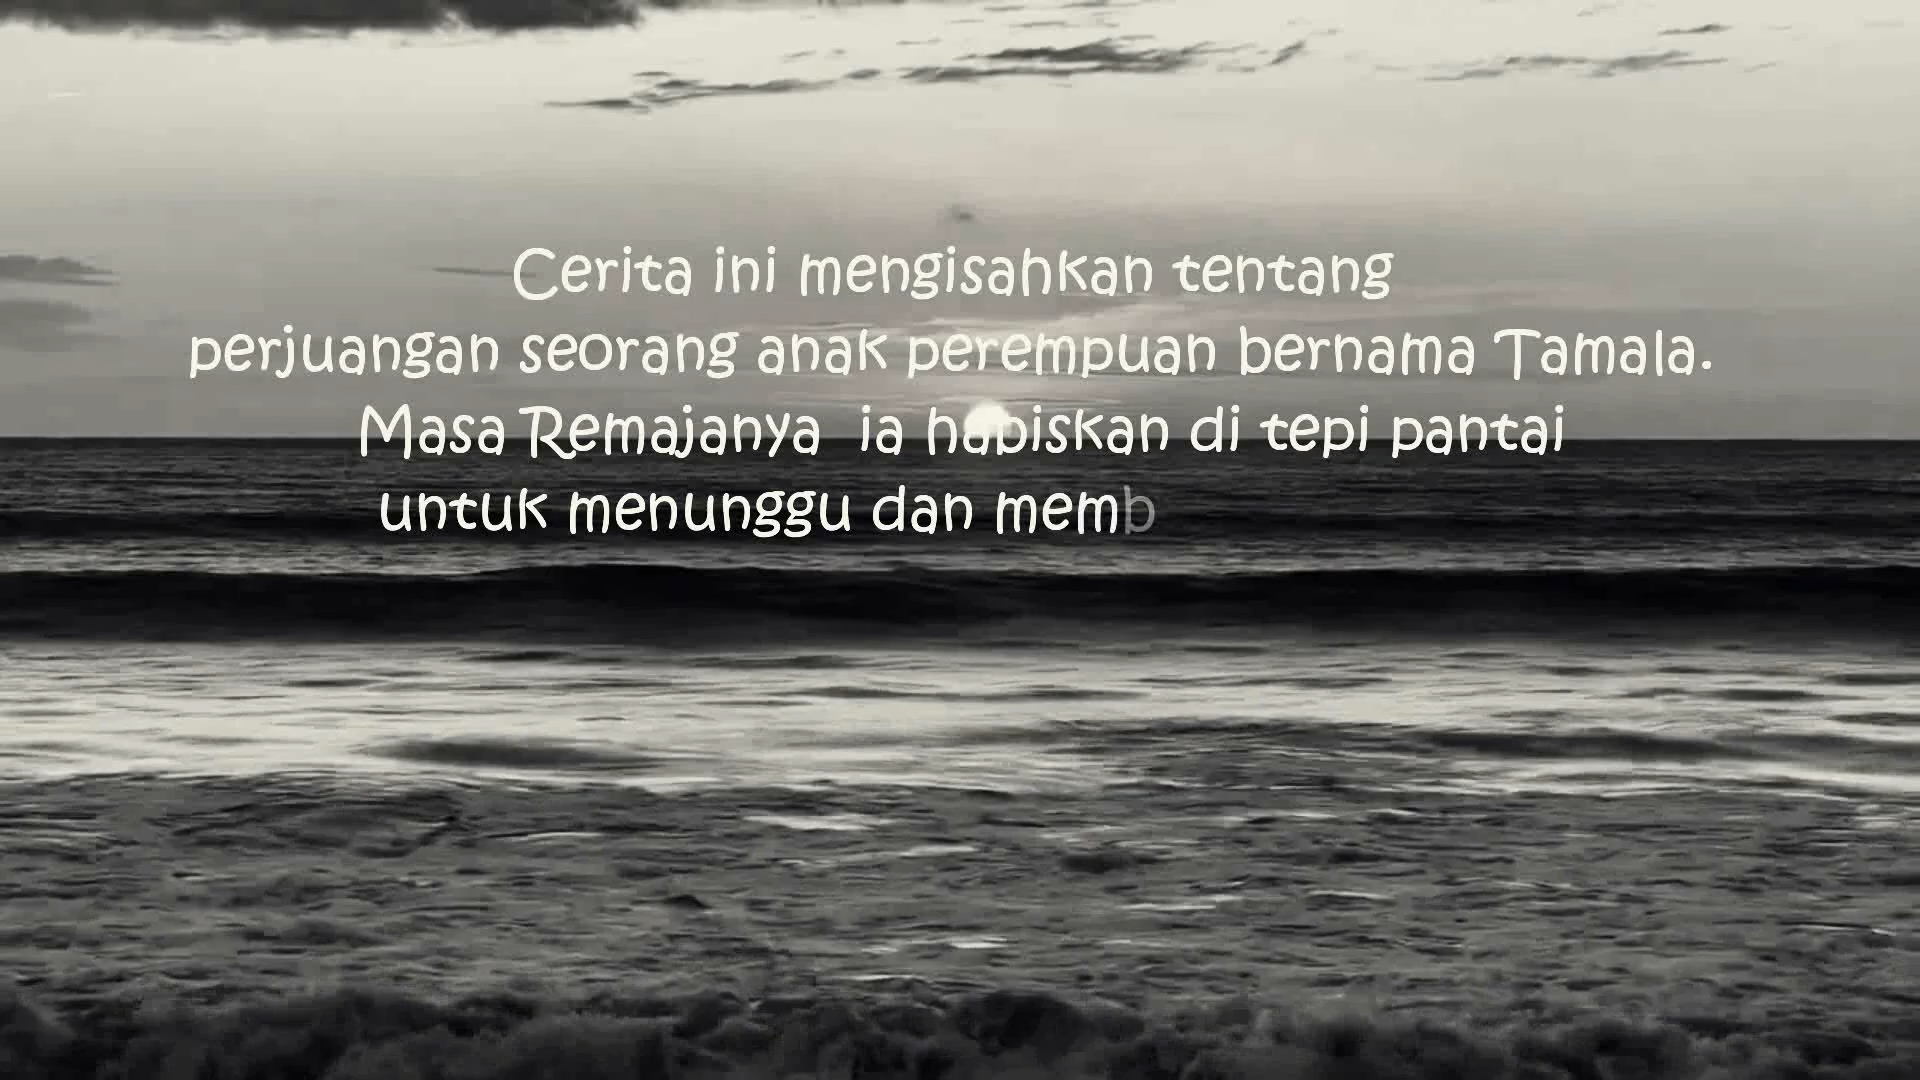 Cerita ini mengisahkan tentang
perjuangan seorang anak perempuan bernama Tamala.
Masa Remajanya ia habiskan di tepi pantai
untuk menunggu dan memb